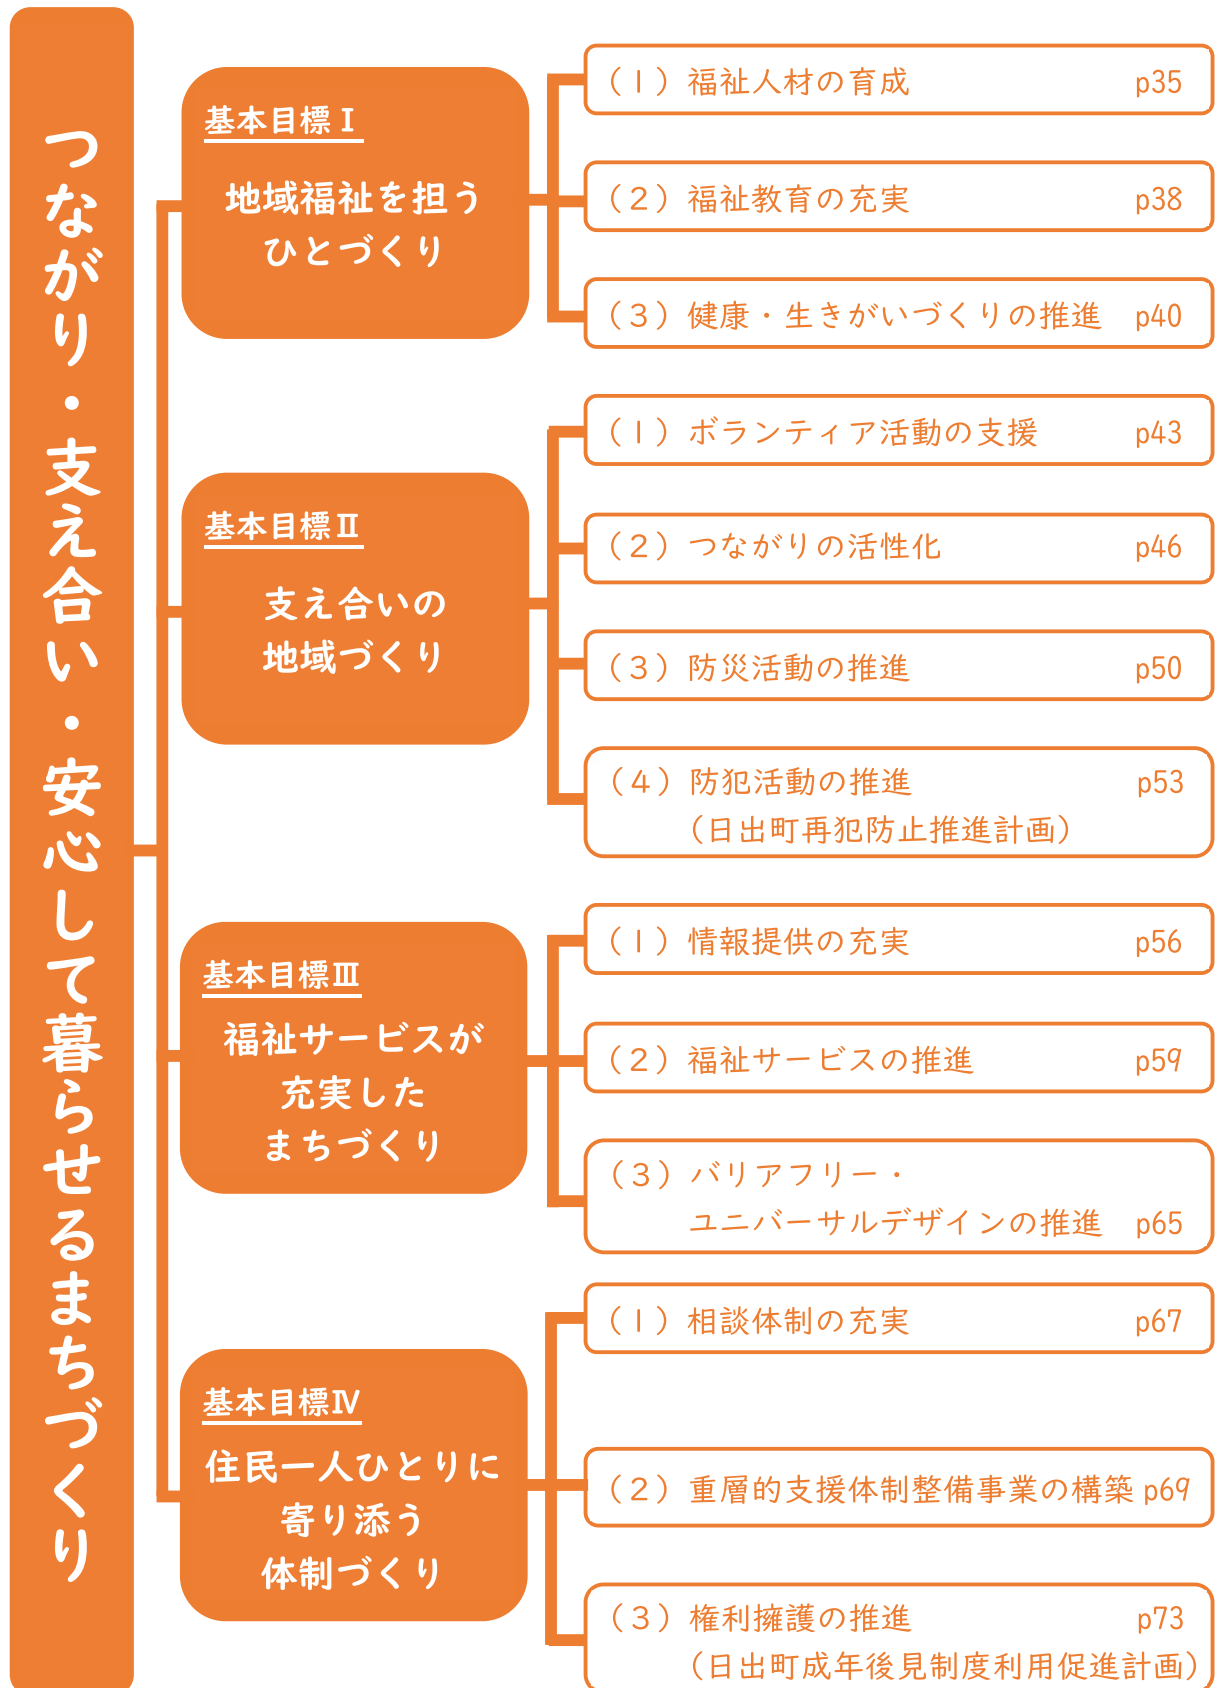 つながり・支え合い・安心して暮らせるまちづくり
基本目標Ⅰ
地域福祉を担う
ひとづくり
（１）福祉人材の育成 p35
（２）福祉教育の充実 p38
（３）健康・生きがいづくりの推進 p40
基本目標Ⅱ
支え合いの
地域づくり
（１）ボランティア活動の支援 p43
（２）つながりの活性化 p46
（３）防災活動の推進 p50
（４）防犯活動の推進 p53
（日出町再犯防止推進計画）
基本目標Ⅲ
福祉サービスが
充実した
まちづくり
（１）情報提供の充実 p56
（２）福祉サービスの推進 p59
（３）バリアフリー・
ユニバーサルデザインの推進 p65
基本目標Ⅳ
住民一人ひとりに
寄り添う
体制づくり
（１）相談体制の充実 p67
（２）重層的支援体制整備事業の構築 p69
（３）権利擁護の推進 p73
（日出町成年後見制度利用促進計画）